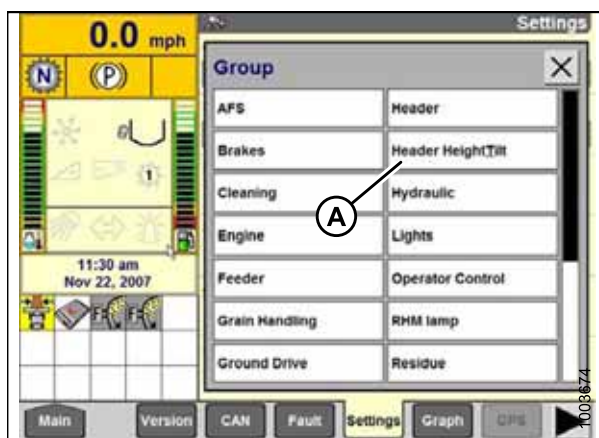 0.0 mph
Settings
N
(P)
Group
X
AFS
Header
Brakes
Header Height/Tilt
Cleaning
Hydraulic
A
Engine
Lights
Feeder
Operator Control
Grain Handling
RHM lamp
Ground Drive
Residue
1
11:30 am
Nov 22, 2007
F
F
Main
Version
CAN
Fault
Settings
Graph
GPS
1003674